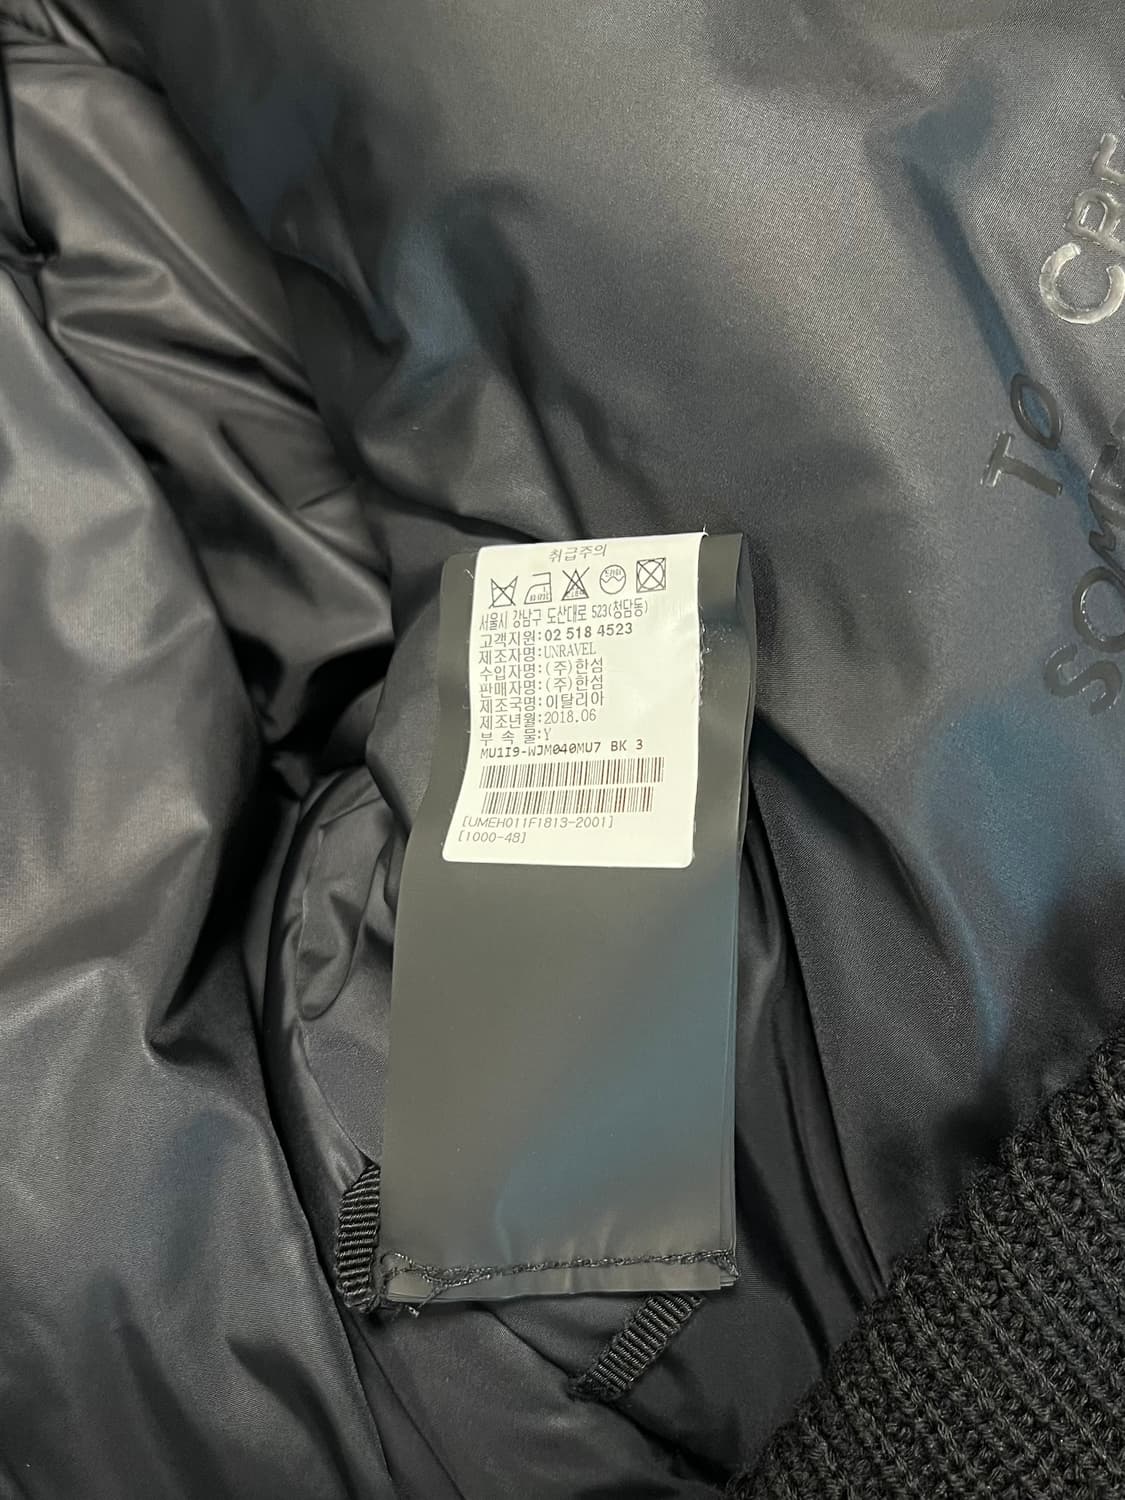 취급주의
서울시 강남구 도산대로 523(청담동)
고객지원:02 518 4523
제조자명:UNRAVEL
수입자명:(주)한섬
판매자명:(주)한섬
제조국명:이탈리아
제조년월:2018.06
부 속 물:Y
MU1I9-WJM040MU7 BK 3
[UMEH011F1813-2001]
[1000-48]
TO